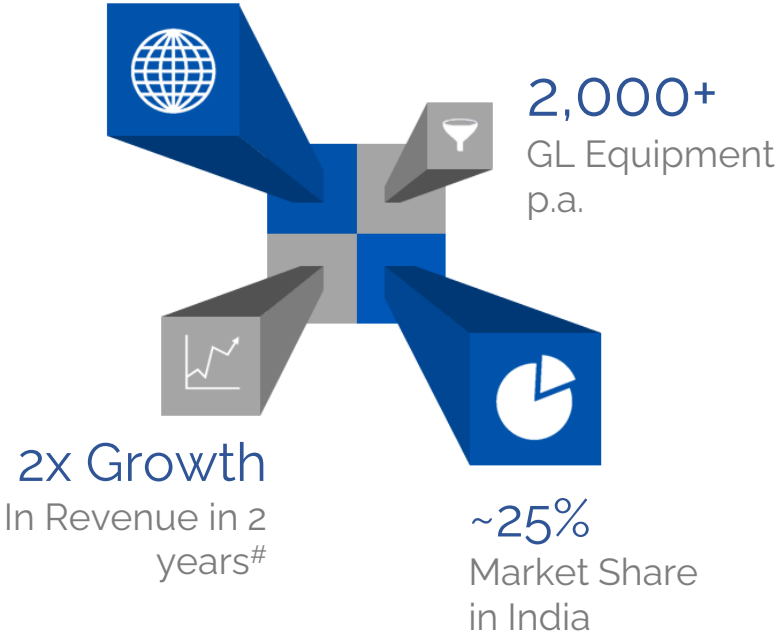 2,000+
GL Equipment
p.a.
2x Growth
In Revenue in 2
years#
~25%
Market Share
in India